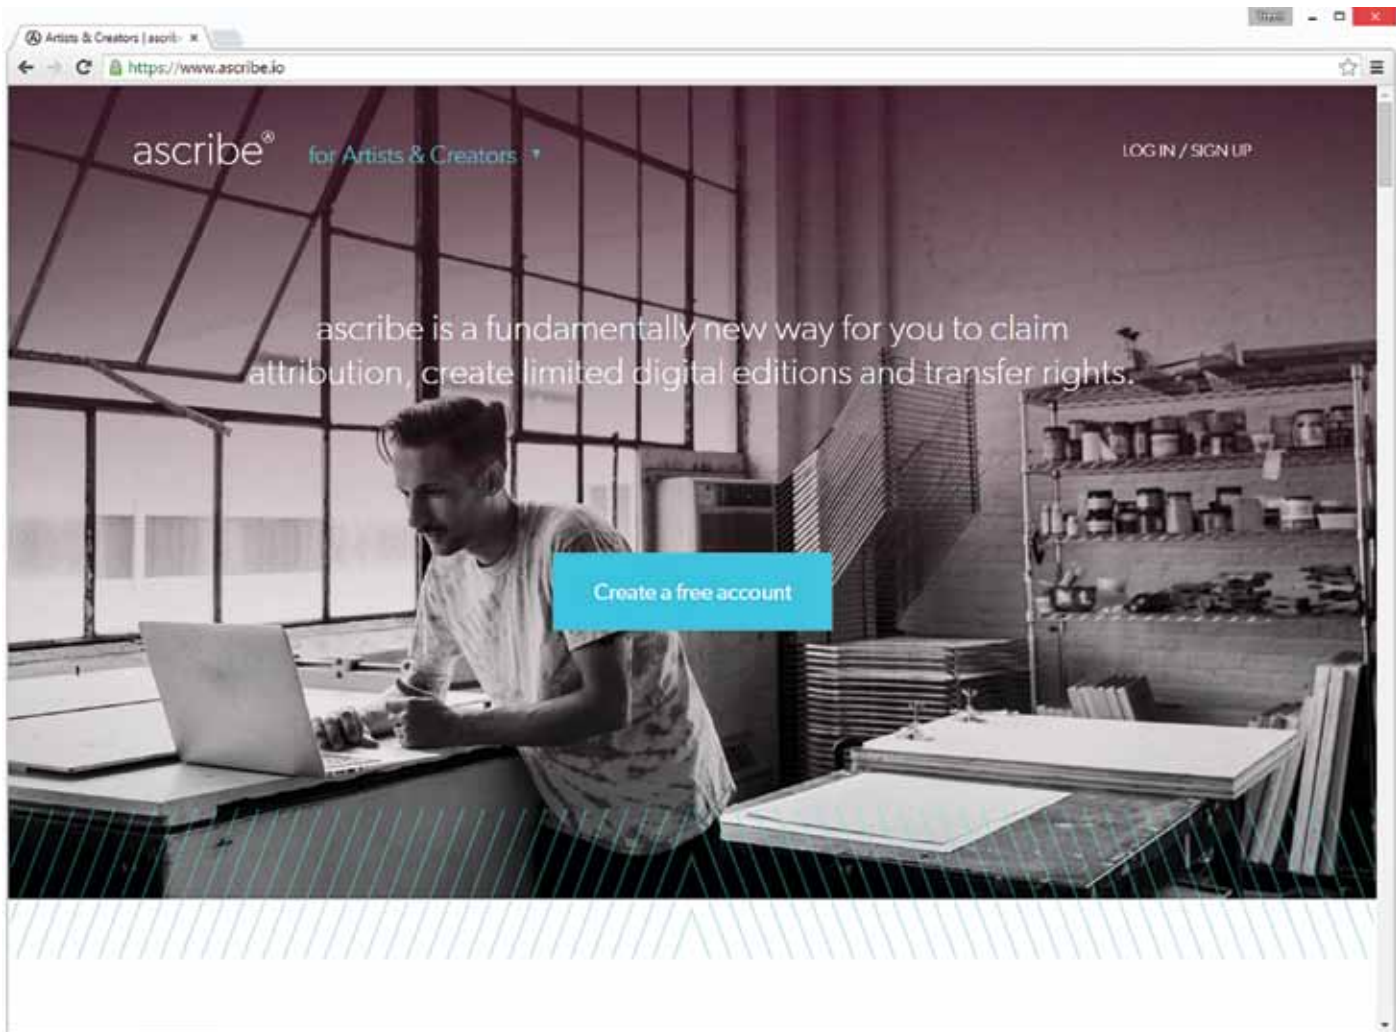 Artists & Creators | ascrib
https://www.ascribe.io
ascribe®
for Artists & Creators
LOG IN / SIGN UP
ascribe is a fundamentally new way for you to claim
attribution, create limited digital editions and transfer rights.
Create a free account